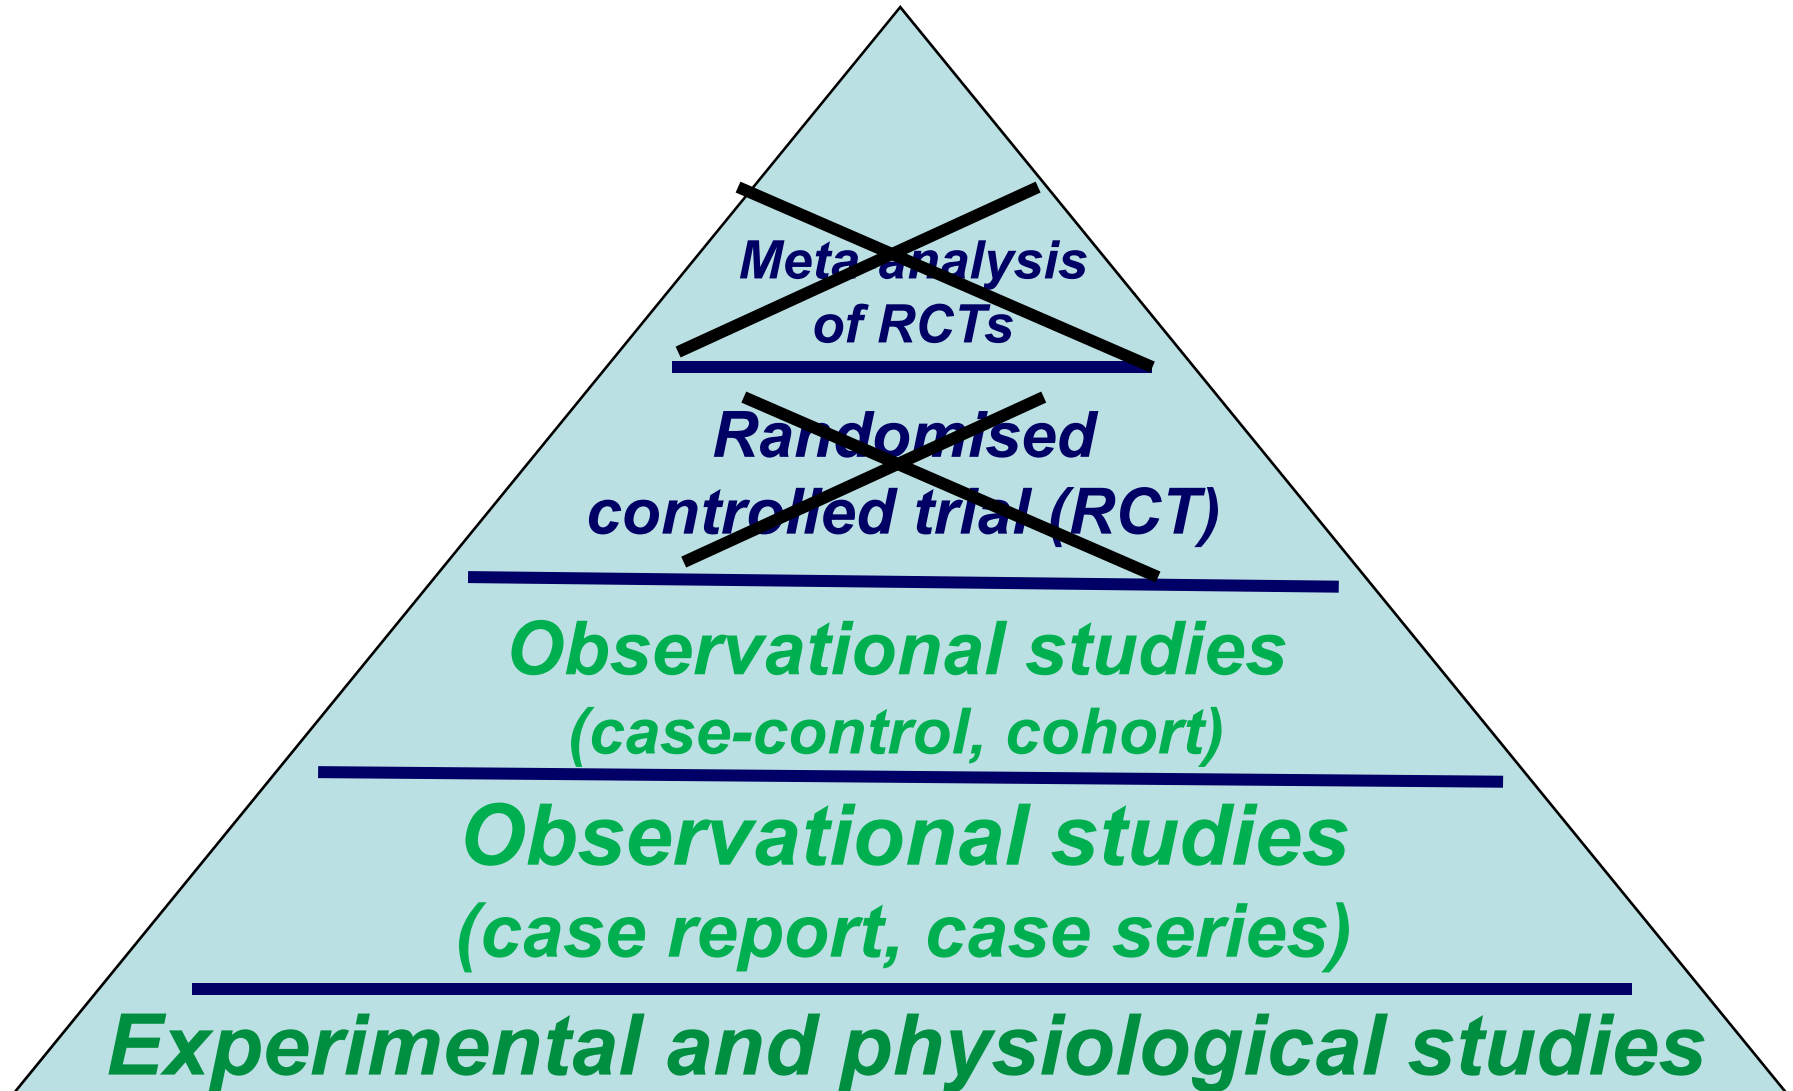 Meta-analysis
of RCTs
Randomised
controlled trial (RCT)
Observational studies
(case-control, cohort)
Observational studies
(case report, case series)
Experimental and physiological studies